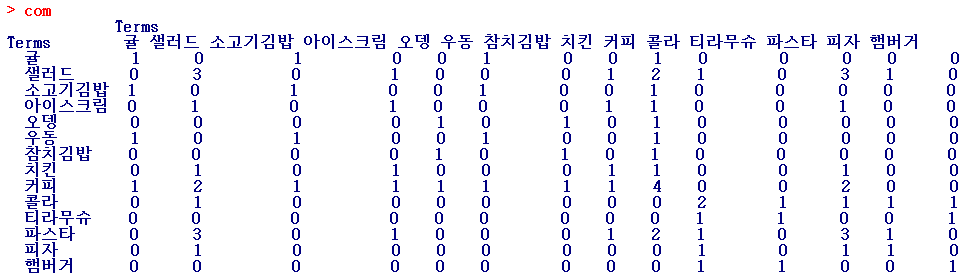 > com
Terms
Terms 귤 샐러드 소고기김밥 아이스크림 오뎅 우동 참치김밥 치킨 커피 콜라 티라무슈 파스타 피자 햄버거
귤 1 0 1 0 0 1 0 0 1 0 0 0 0 0
샐러드 0 3 0 1 0 0 0 1 2 1 0 3 1 0
소고기김밥 1 0 1 0 0 1 0 0 1 0 0 0 0 0
아이스크림 0 1 0 1 0 0 0 1 1 0 0 1 0 0
오뎅 0 0 0 0 1 0 1 0 1 0 0 0 0 0
우동 1 0 1 0 0 1 0 0 1 0 0 0 0 0
참치김밥 0 0 0 0 1 0 1 0 1 0 0 0 0 0
치킨 0 1 0 1 0 0 0 1 1 0 0 1 0 0
커피 1 2 1 1 1 1 1 1 4 0 0 2 0 0
콜라 0 1 0 0 0 0 0 0 0 2 1 1 1 1
티라무슈 0 0 0 0 0 0 0 0 0 1 1 0 0 1
파스타 0 3 0 1 0 0 0 1 2 1 0 3 1 0
피자 0 1 0 0 0 0 0 0 0 1 0 1 1 0
햄버거 0 0 0 0 0 0 0 0 0 1 1 0 0 1